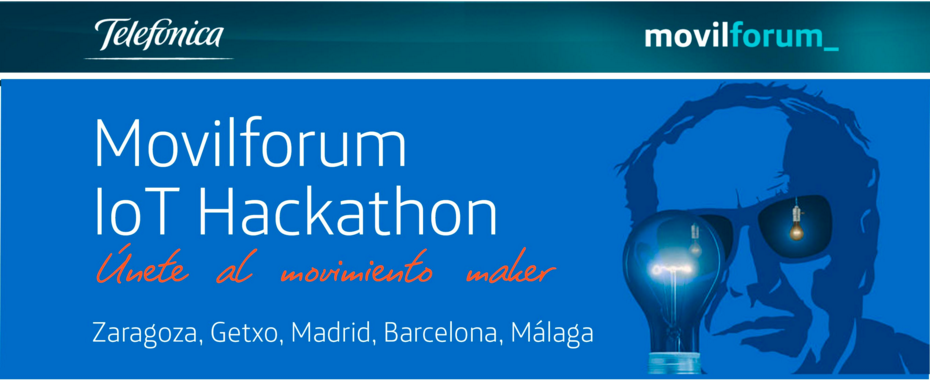 Telefónica
movilforum_
Movilforum
IoT Hackathon
Únete al movimiento maker
Zaragoza, Getxo, Madrid, Barcelona, Málaga